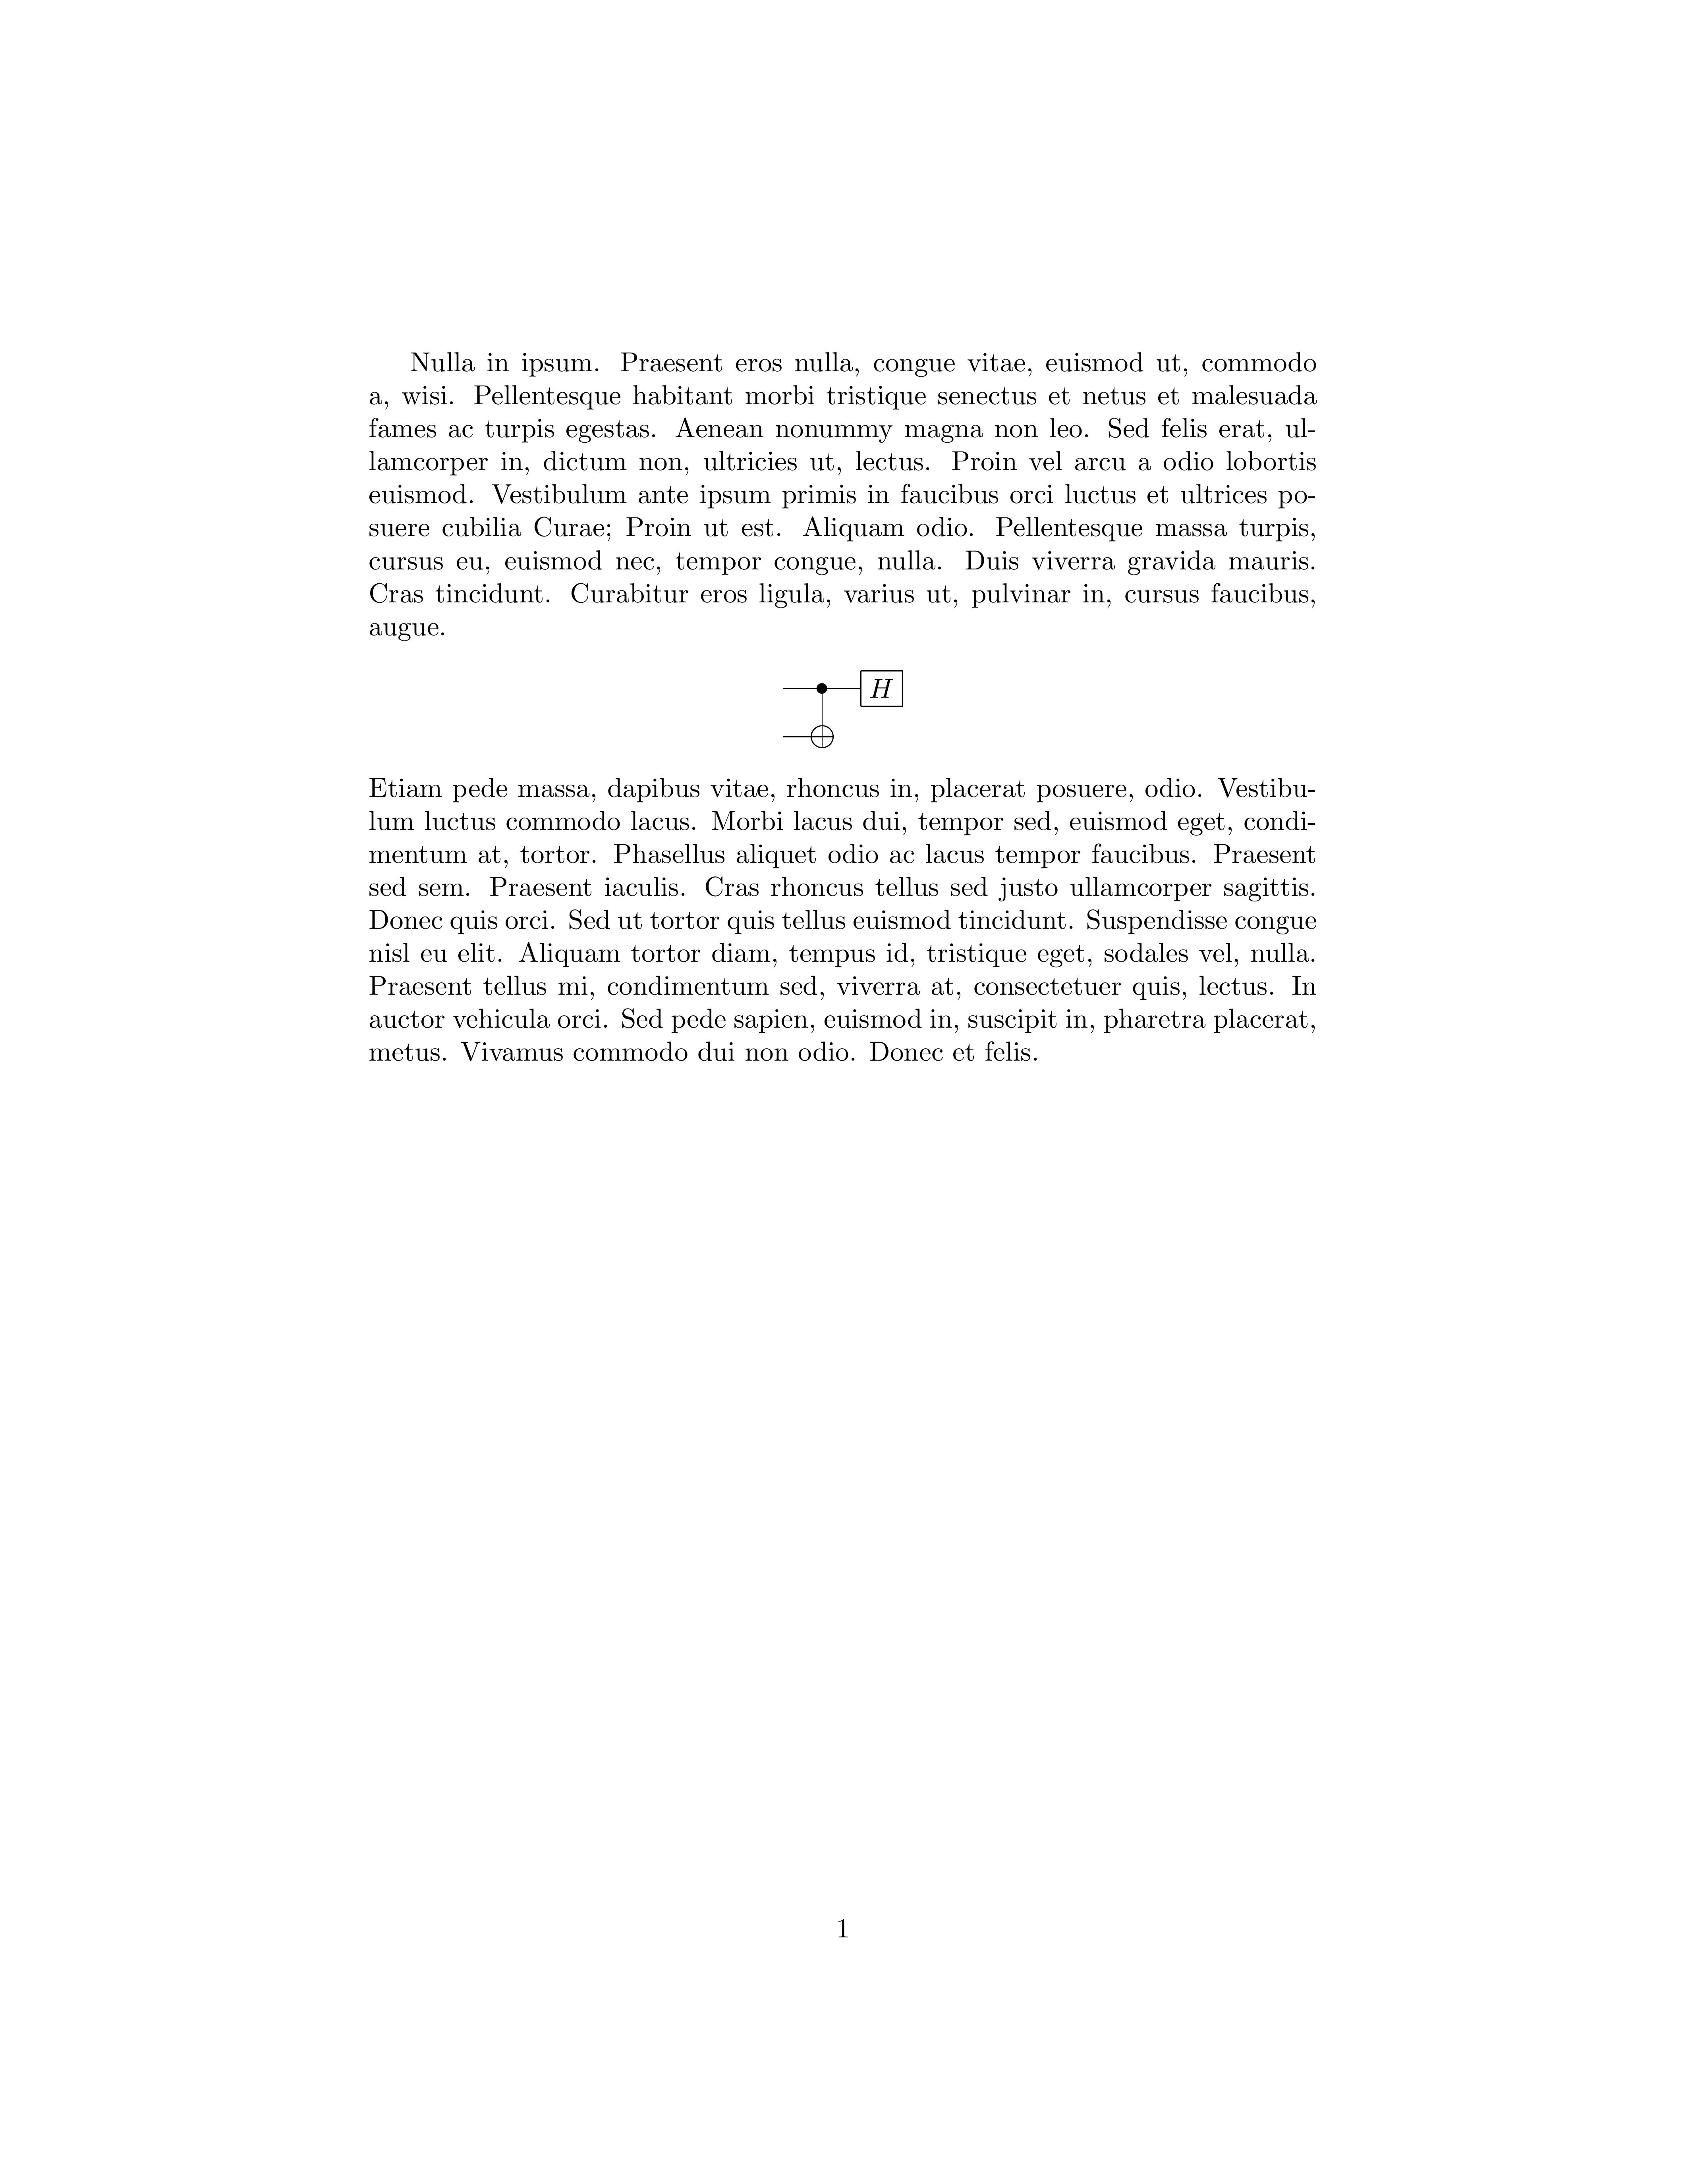 Nulla in ipsum. Praesent eros nulla, congue vitae, euismod ut, commodo
a, wisi. Pellentesque habitant morbi tristique senectus et netus et malesuada
fames ac turpis egestas. Aenean nonummy magna non leo. Sed felis erat, ul-
lamcorper in, dictum non, ultricies ut, lectus. Proin vel arcu a odio lobortis
euismod. Vestibulum ante ipsum primis in faucibus orci luctus et ultrices po-
suere cubilia Curae; Proin ut est. Aliquam odio. Pellentesque massa turpis,
cursus eu, euismod nec, tempor congue, nulla. Duis viverra gravida mauris.
Cras tincidunt. Curabitur eros ligula, varius ut, pulvinar in, cursus faucibus,
augue.
H
Etiam pede massa, dapibus vitae, rhoncus in, placerat posuere, odio. Vestibu-
lum luctus commodo lacus. Morbi lacus dui, tempor sed, euismod eget, condi-
mentum at, tortor. Phasellus aliquet odio ac lacus tempor faucibus. Praesent
sed sem. Praesent iaculis. Cras rhoncus tellus sed justo ullamcorper sagittis.
Donec quis orci. Sed ut tortor quis tellus euismod tincidunt. Suspendisse congue
nisl eu elit. Aliquam tortor diam, tempus id, tristique eget, sodales vel, nulla.
Praesent tellus mi, condimentum sed, viverra at, consectetuer quis, lectus. In
auctor vehicula orci. Sed pede sapien, euismod in, suscipit in, pharetra placerat,
metus. Vivamus commodo dui non odio. Donec et felis.
1